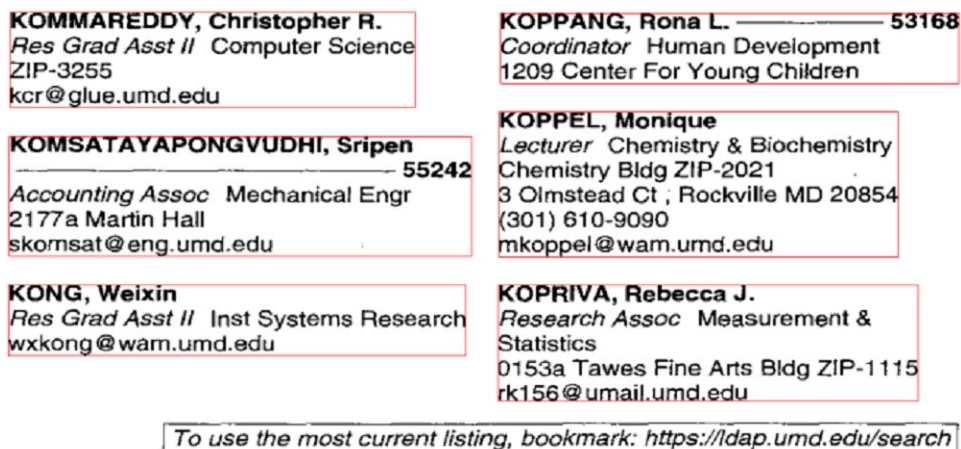 KOMMAREDDY, Christopher R.
Res Grad Asst II Computer Science
ZIP-3255
kcr@glue.umd.edu
KOMSATAYAPONGVUDHI, Sripen
55242
Accounting Assoc Mechanical Engr
2177a Martin Hall
skomsat@eng.umd.edu
KONG, Weixin
Res Grad Asst II Inst Systems Research
wxkong@wam.umd.edu
KOPPANG, Rona L. 53168
Coordinator Human Development
1209 Center For Young Children
KOPPEL, Monique
Lecturer Chemistry & Biochemistry
Chemistry Bldg ZIP-2021
3 Olmstead Ct , Rockville MD 20854
(301) 610-9090
mkoppel@wam.umd.edu
KOPRIVA, Rebecca J.
Research Assoc Measurement &
Statistics
0153a Tawes Fine Arts Bldg ZIP-1115
rk156@umail.umd.edu
To use the most current listing, bookmark: https://ldap.umd.edu/search